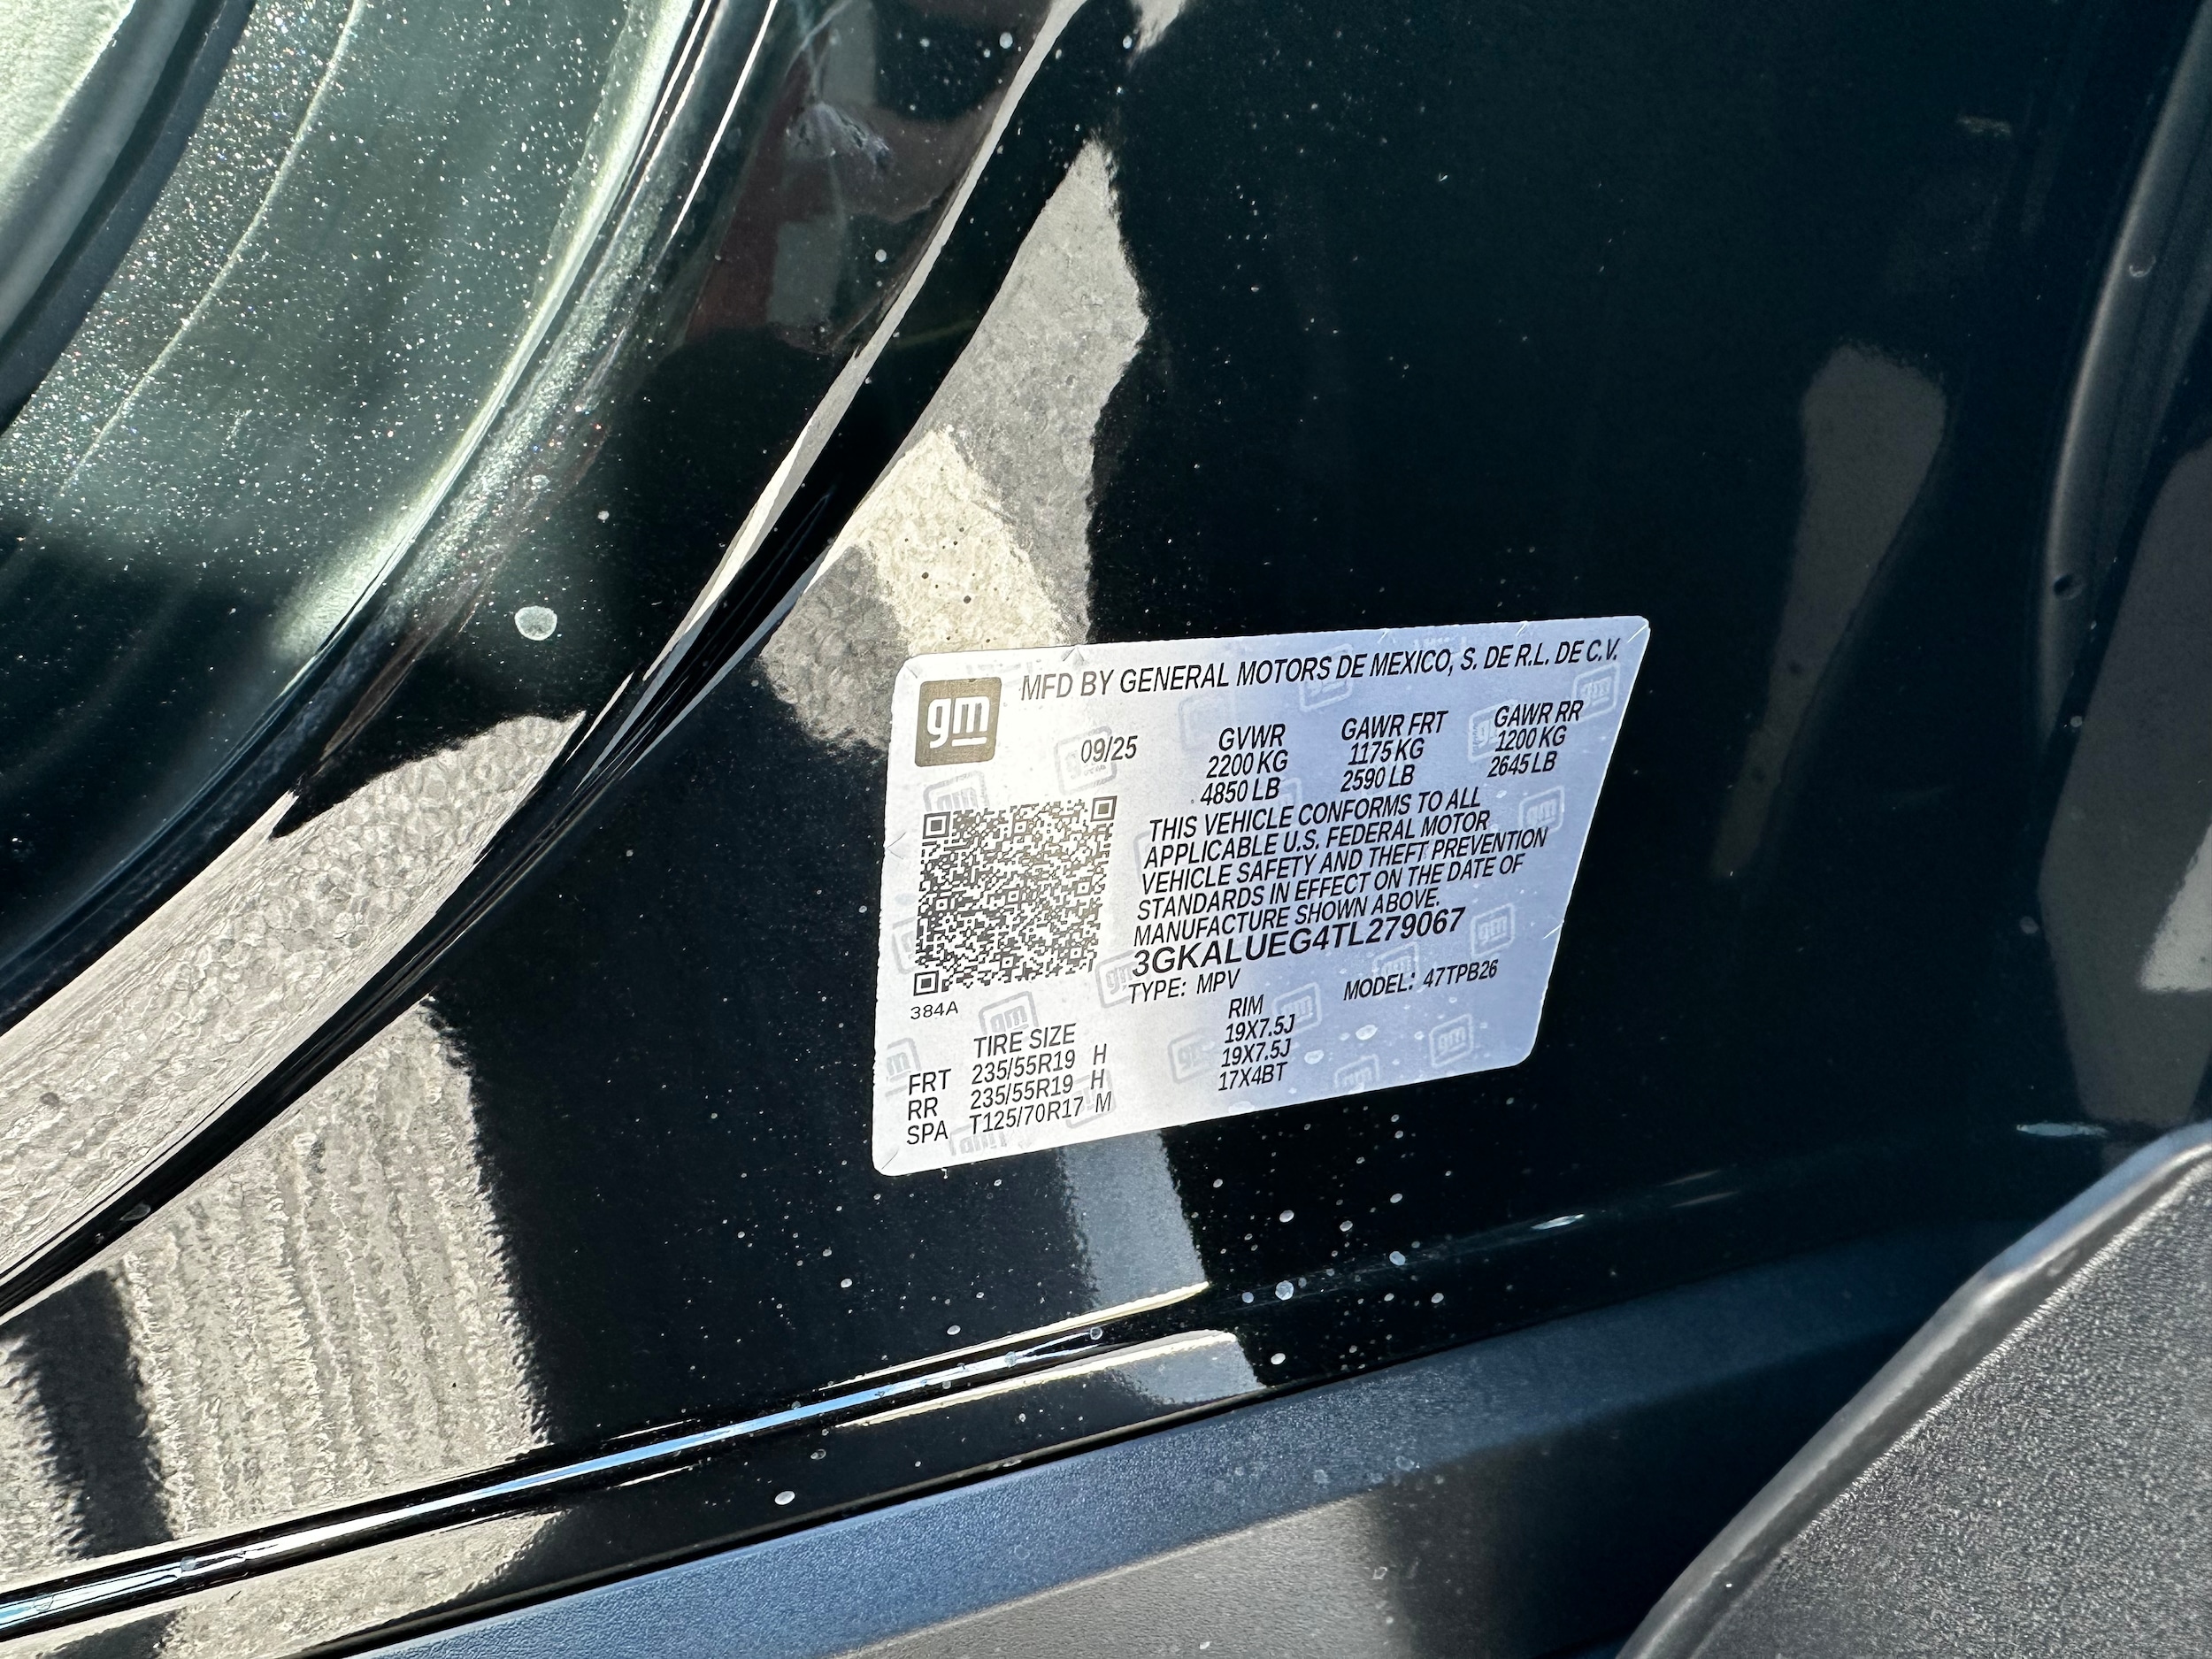 gm MFD BY GENERAL MOTORS DE MEXICO, S. DE R.L. DE C.V.
09/25 GVWR GAWR FRT GAWR RR
2200 KG 1175 KG 1200 KG
4850 LB 2590 LB 2645 LB
THIS VEHICLE CONFORMS TO ALL
APPLICABLE U.S. FEDERAL MOTOR
VEHICLE SAFETY AND THEFT PREVENTION
STANDARDS IN EFFECT ON THE DATE OF
MANUFACTURE SHOWN ABOVE.
3GKALUEG4TL279067
TYPE: MPV MODEL: 47TPB26
384A
TIRE SIZE RIM
FRT 235/55R19 H 19X7.5J
RR 235/55R19 H 19X7.5J
SPA T125/70R17 M 17X4BT